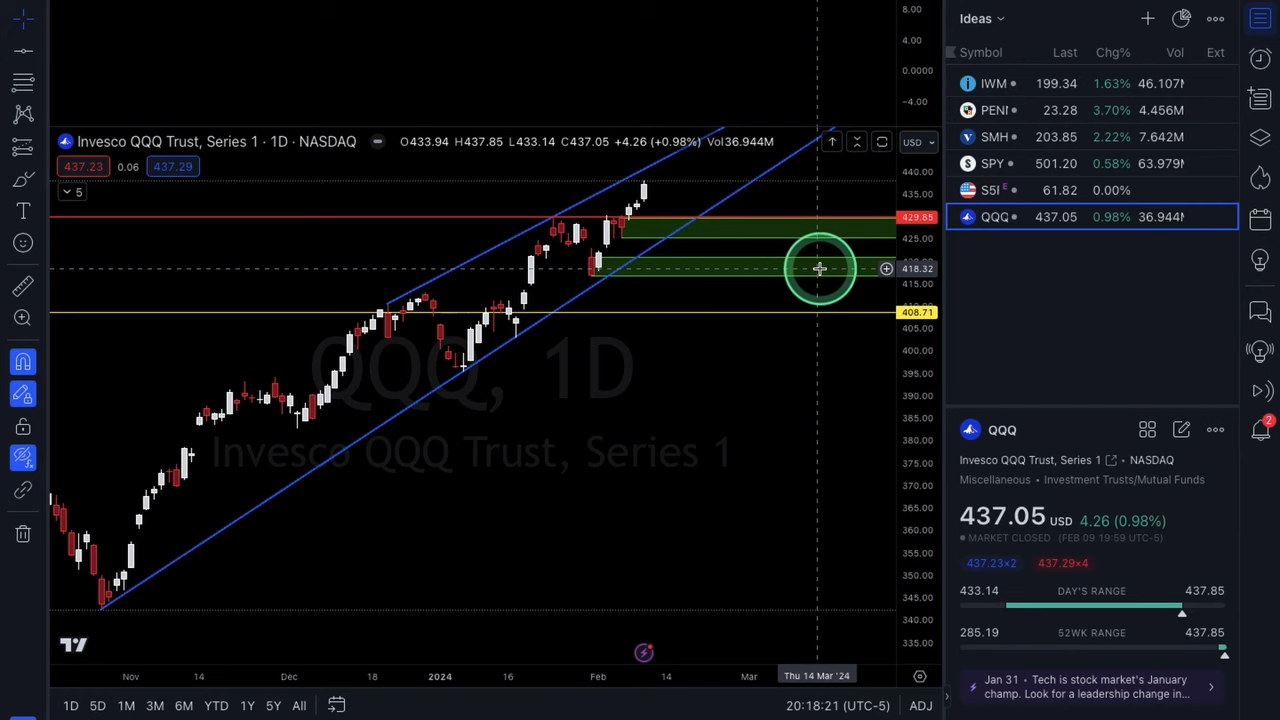 8.00
4.00
0.0000
−4.00
Invesco QQQ Trust, Series 1 · 1D · NASDAQ
O433.94 H437.85 L433.14 C437.05 +4.26 (+0.98%) Vol36.944M
USD
437.23 0.06 437.29
5
440.00
435.00
429.85
425.00
418.32
415.00
408.71
405.00
400.00
395.00
390.00
385.00
380.00
375.00
370.00
365.00
360.00
355.00
350.00
345.00
340.00
335.00
QQQ, 1D
Invesco QQQ Trust, Series 1
Nov 14 Dec 18 2024 16 Feb 14 Mar Thu 14 Mar '24
1D 5D 1M 3M 6M YTD 1Y 5Y All
20:18:21 (UTC-5) ADJ
Ideas
Symbol Last Chg% Vol Ext
IWM 199.34 1.63% 46.107M
PENI 23.28 3.70% 4.456M
SMH 203.85 2.22% 7.642M
SPY 501.20 0.58% 63.979M
S5I E 61.82 0.00%
QQQ 437.05 0.98% 36.944M
QQQ
Invesco QQQ Trust, Series 1 • NASDAQ
Miscellaneous • Investment Trusts/Mutual Funds
437.05 USD 4.26 (0.98%)
MARKET CLOSED (FEB 09 19:59 UTC-5)
437.23×2 437.29×4
433.14 DAY'S RANGE 437.85
285.19 52WK RANGE 437.85
Jan 31 • Tech is stock market's January
champ. Look for a leadership change in...
2